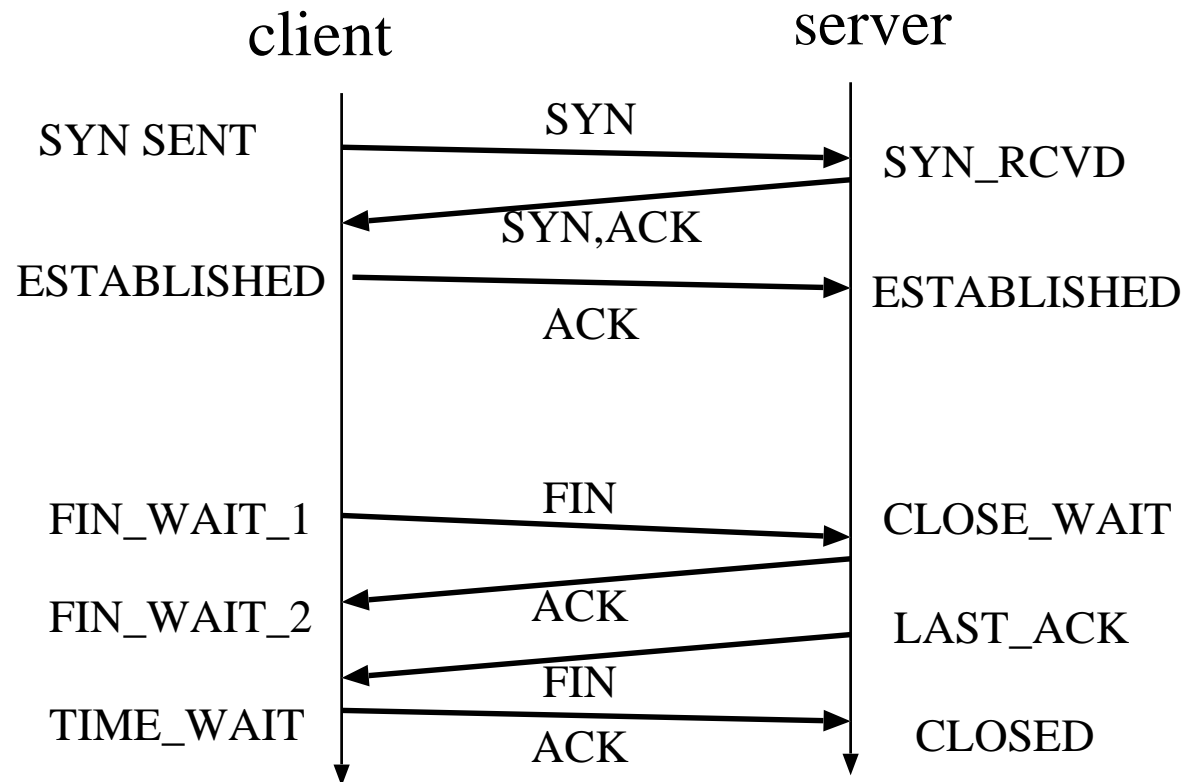 client
server
SYN SENT
SYN
SYN_RCVD
SYN,ACK
ESTABLISHED
ESTABLISHED
ACK
FIN_WAIT_1
FIN
CLOSE_WAIT
FIN_WAIT_2
ACK
LAST_ACK
FIN
TIME_WAIT
ACK
CLOSED